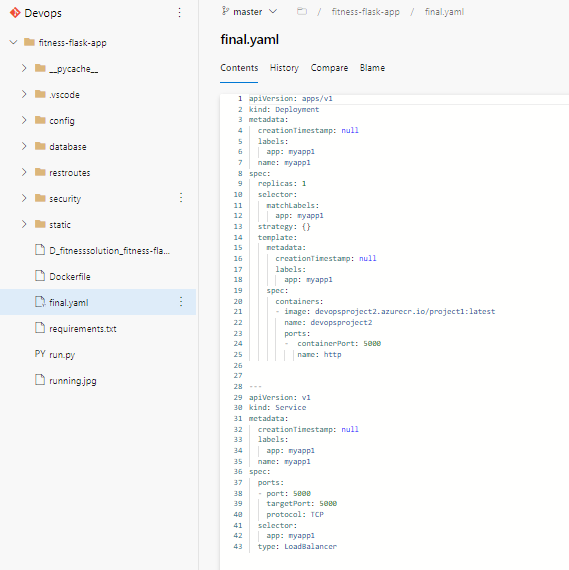 Devops
fitness-flask-app
__pycache__
.vscode
config
database
restroutes
security
static
D_fitnesssolution_fitness-fla...
Dockerfile
final.yaml
requirements.txt
PY run.py
running.jpg
master / fitness-flask-app / final.yaml
final.yaml
Contents History Compare Blame
1 apiVersion: apps/v1
2 kind: Deployment
3 metadata:
4   creationTimestamp: null
5   labels:
6     app: myapp1
7   name: myapp1
8 spec:
9   replicas: 1
10   selector:
11     matchLabels:
12       app: myapp1
13   strategy: {}
14   template:
15     metadata:
16       creationTimestamp: null
17       labels:
18         app: myapp1
19     spec:
20       containers:
21       - image: devopsproject2.azurecr.io/project1:latest
22         name: devopsproject2
23         ports:
24         -  containerPort: 5000
25            name: http
26
27
28 ---
29 apiVersion: v1
30 kind: Service
31 metadata:
32   creationTimestamp: null
33   labels:
34     app: myapp1
35   name: myapp1
36 spec:
37   ports:
38   - port: 5000
39     targetPort: 5000
40     protocol: TCP
41   selector:
42     app: myapp1
43   type: LoadBalancer